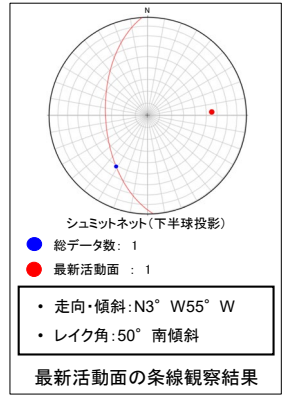 N
シュミットネット(下半球投影)
総データ数: 1
最新活動面 : 1
• 走向・傾斜:N3° W55° W
• レイク角:50° 南傾斜
最新活動面の条線観察結果